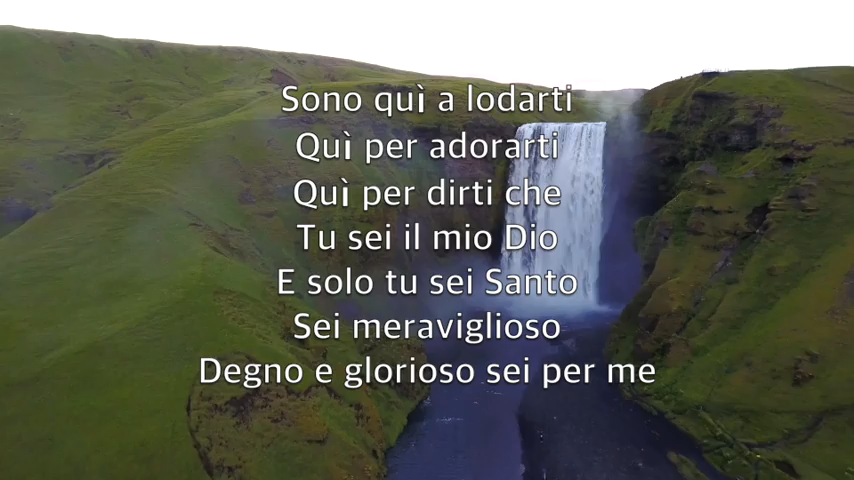 Sono quì a lodarti
Quì per adorarti
Quì per dirti che
Tu sei il mio Dio
E solo tu sei Santo
Sei meraviglioso
Degno e glorioso sei per me